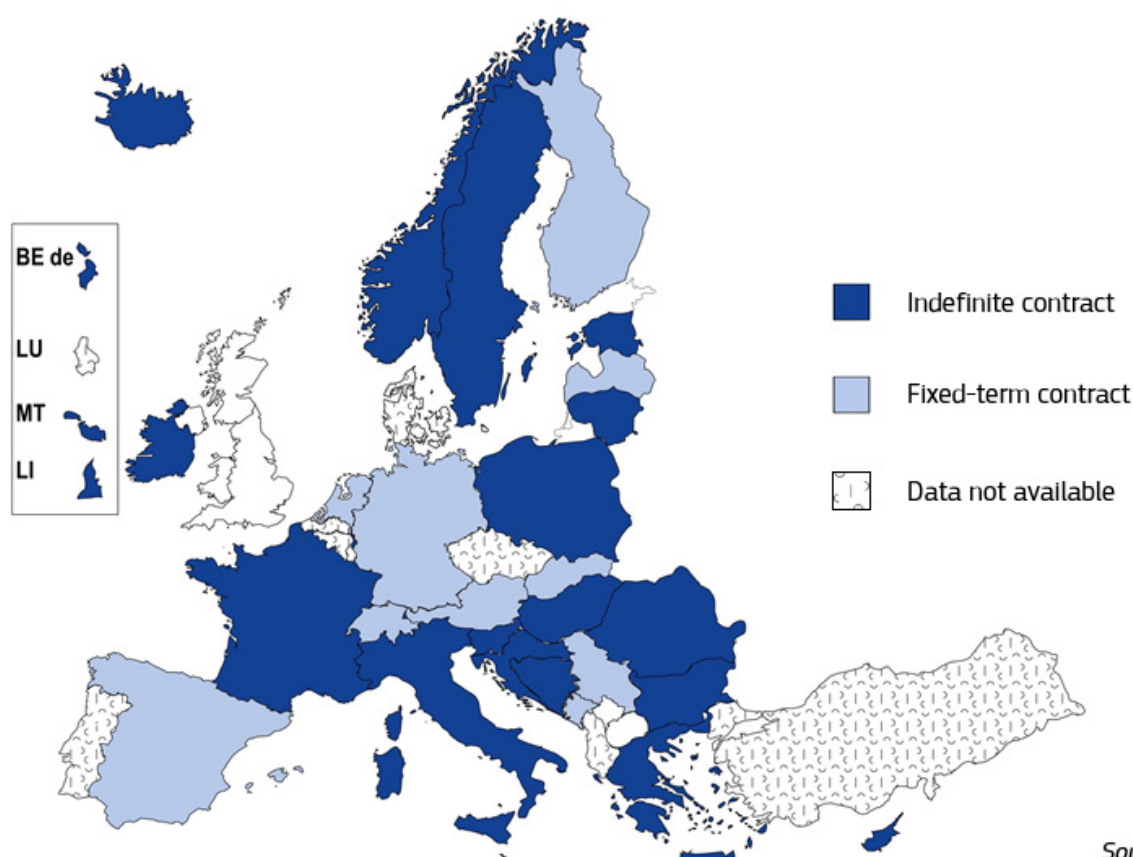 BE de
LU
MT
LI
Indefinite contract
Fixed-term contract
Data not available